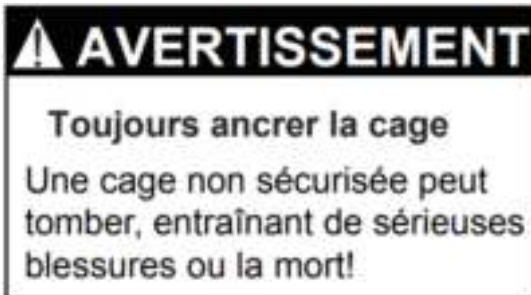 AVERTISSEMENT
Toujours ancrer la cage
Une cage non sécurisée peut
tomber, entraînant de sérieuses
blessures ou la mort!